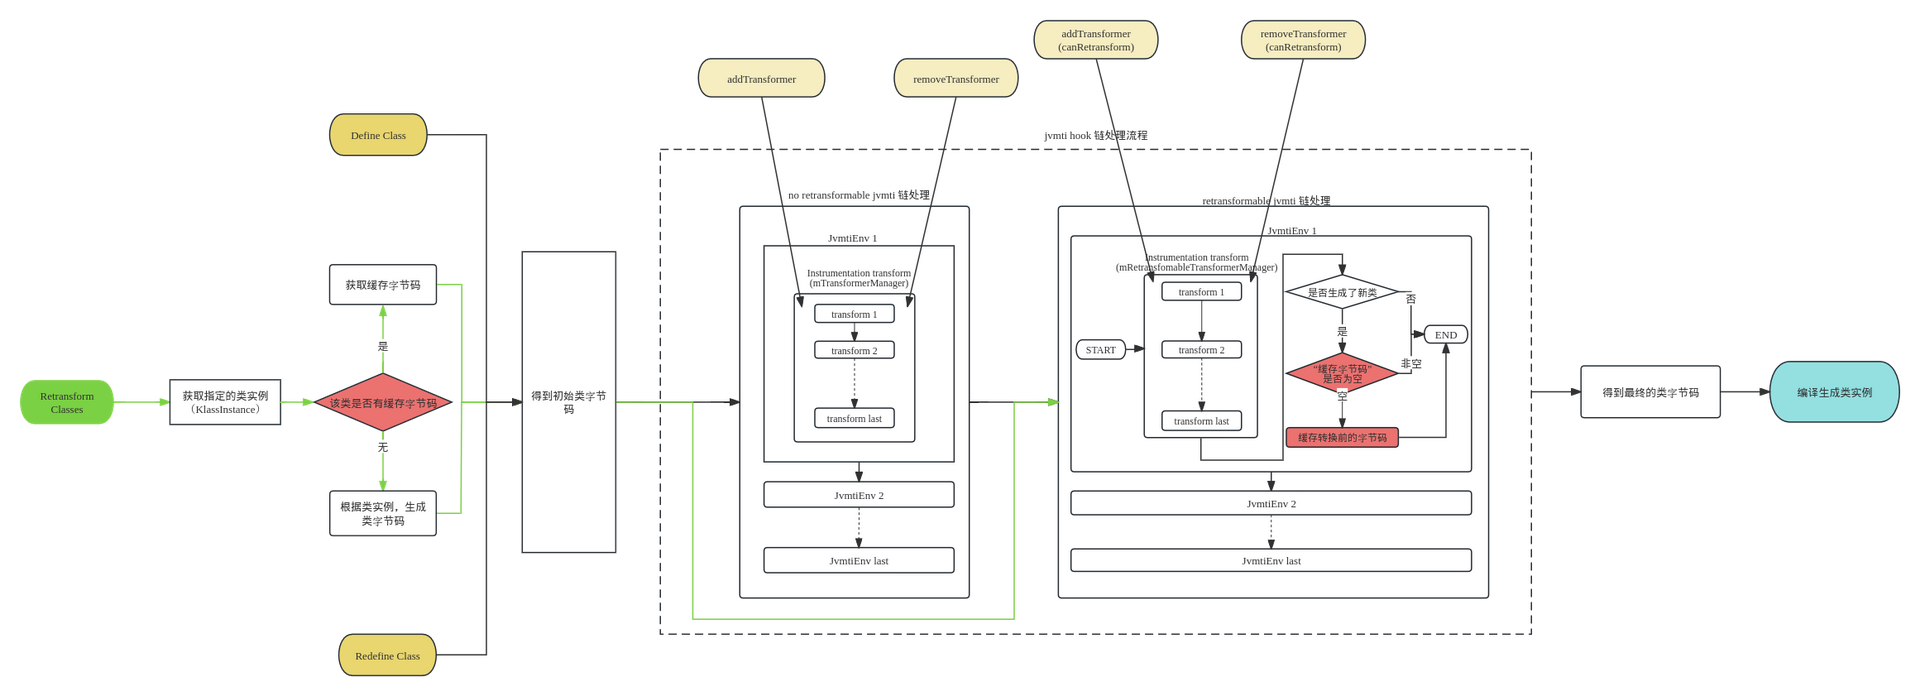 Retransform
Classes
获取指定的类实例
（KlassInstance）
Define Class
获取缓存字节码
是
该类是否有缓存字节码
无
根据类实例，生成
类字节码
Redefine Class
得到初始类字节
码
addTransformer
removeTransformer
addTransformer
(canRetransform)
removeTransformer
(canRetransform)
jvmti hook 链处理流程
no retransformable jvmti 链处理
JvmtiEnv 1
Instrumentation transform
(mTransformerManager)
transform 1
transform 2
transform last
JvmtiEnv 2
JvmtiEnv last
retransformable jvmti 链处理
JvmtiEnv 1
Instrumentation transform
(mRetransfomableTransformerManager)
START
transform 1
transform 2
transform last
是否生成了新类
否
是
END
“缓存字节码”
是否为空
非空
空
缓存转换前的字节码
JvmtiEnv 2
JvmtiEnv last
得到最终的类字节码
编译生成类实例